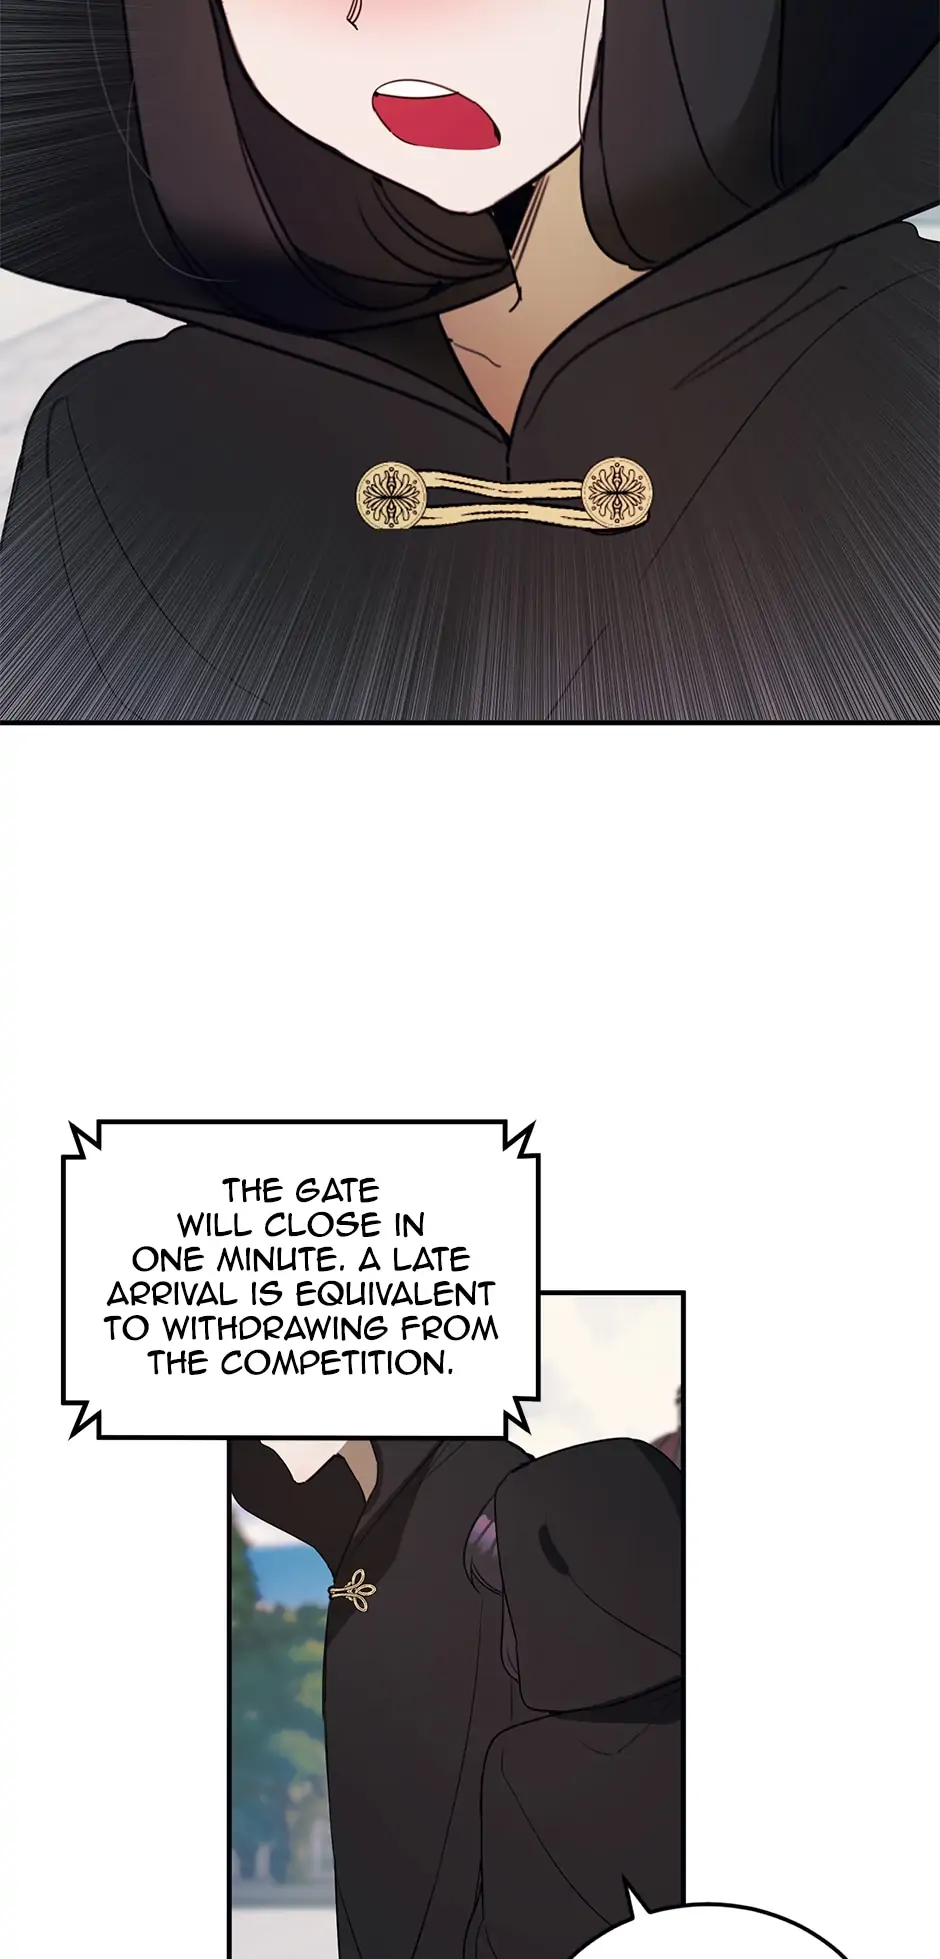 THE GATE
WILL CLOSE IN
ONE MINUTE. A LATE
ARRIVAL IS EQUIVALENT
TO WITHDRAWING FROM
THE COMPETITION.